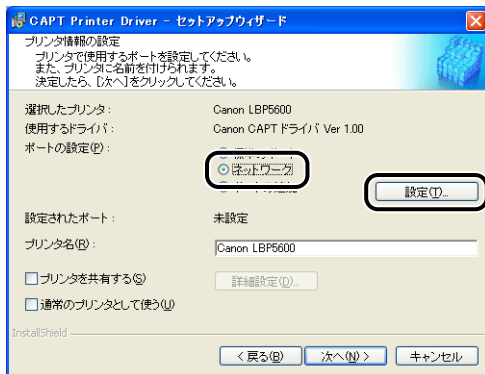 CAPT Printer Driver - セットアップウィザード
プリンタ情報の設定
プリンタで使用するポートを設定してください。
また、プリンタに名前を付けられます。
決定したら、[次へ]をクリックしてください。
選択したプリンタ: Canon LBP5600
使用するドライバ: Canon CAPT ドライバ Ver 1.00
ポートの設定(P):
ネットワーク
設定(T)...
設定されたポート: 未設定
プリンタ名(R): Canon LBP5600
プリンタを共有する(S) 詳細設定(D)...
通常のプリンタとして使う(U)
InstallShield
< 戻る(B) 次へ(N) > キャンセル